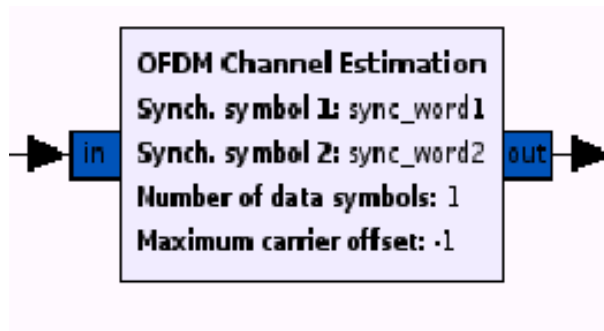 OFDM Channel Estimation
Synch. symbol 1: sync_word1
in
Synch. symbol 2: sync_word2
out
Number of data symbols: 1
Maximum carrier offset: -1